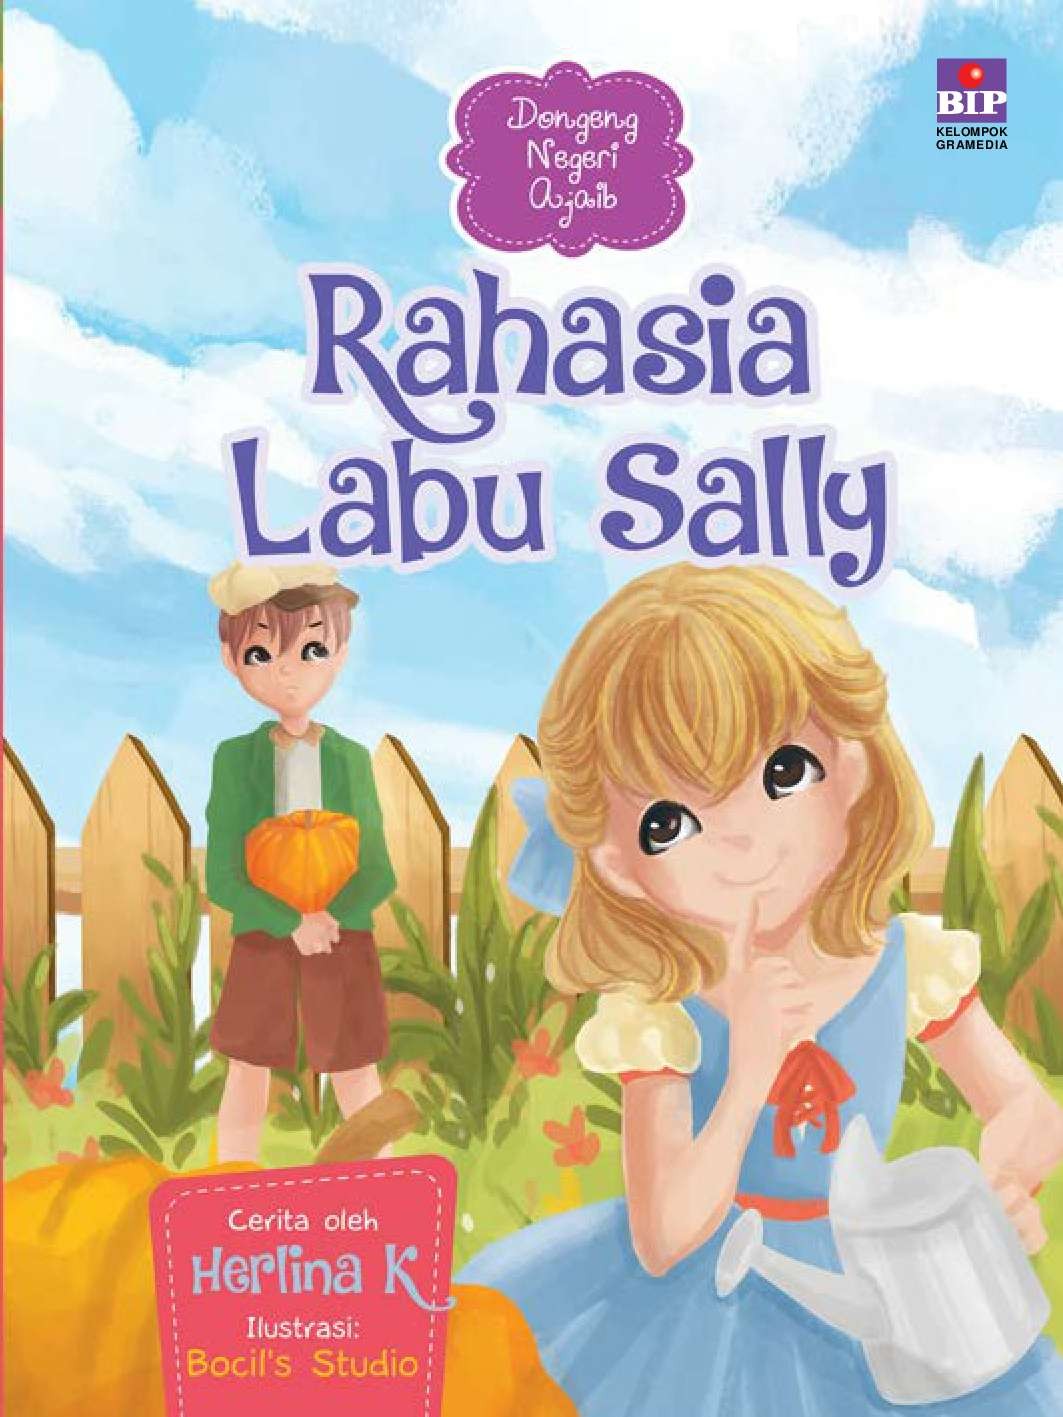 Dongeng
Negeri
Ajaib
BIP
KELOMPOK
GRAMEDIA
Rahasia
Labu Sally
Cerita oleh
Herlina K
Ilustrasi:
Bocil's Studio